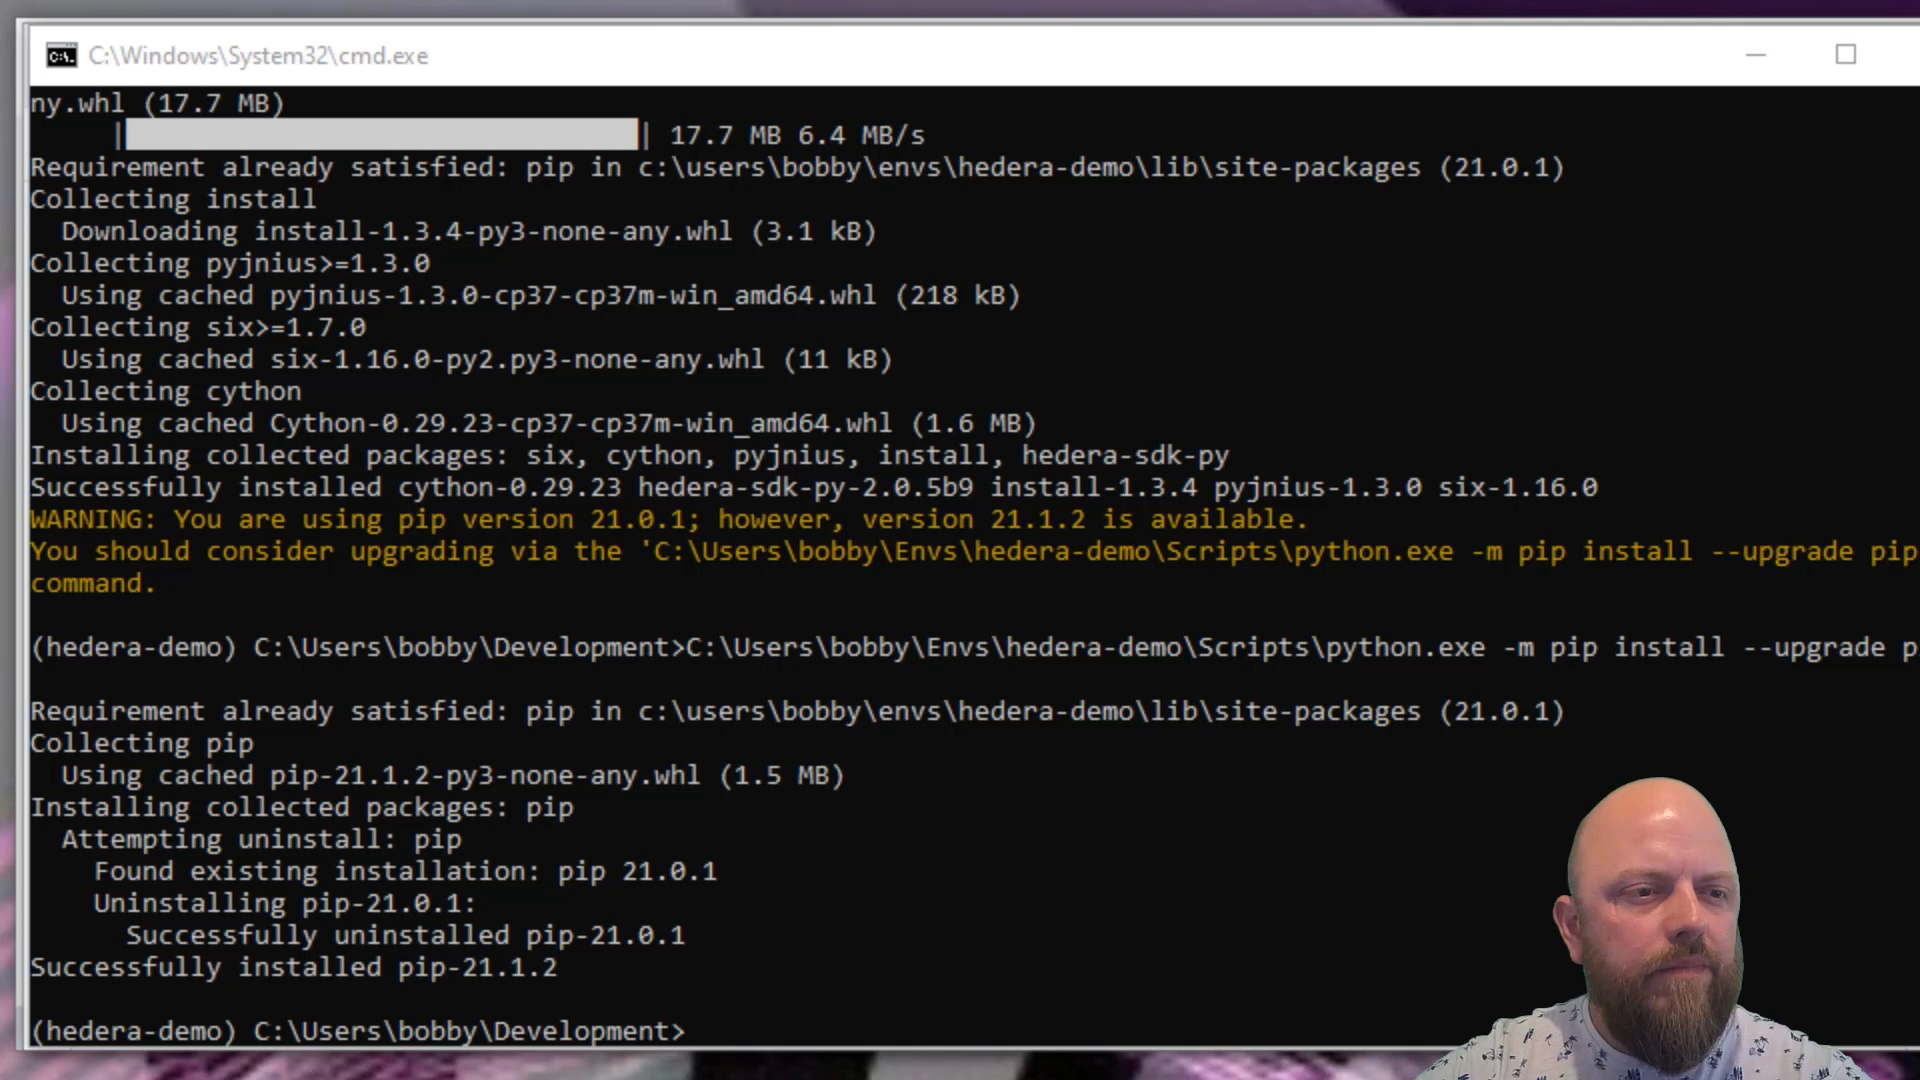 C:\Windows\System32\cmd.exe
ny.whl (17.7 MB)
|| 17.7 MB 6.4 MB/s
Requirement already satisfied: pip in c:\users\bobby\envs\hedera-demo\lib\site-packages (21.0.1)
Collecting install
Downloading install-1.3.4-py3-none-any.whl (3.1 kB)
Collecting pyjnius>=1.3.0
Using cached pyjnius-1.3.0-cp37-cp37m-win_amd64.whl (218 kB)
Collecting six>=1.7.0
Using cached six-1.16.0-py2.py3-none-any.whl (11 kB)
Collecting cython
Using cached Cython-0.29.23-cp37-cp37m-win_amd64.whl (1.6 MB)
Installing collected packages: six, cython, pyjnius, install, hedera-sdk-py
Successfully installed cython-0.29.23 hedera-sdk-py-2.0.5b9 install-1.3.4 pyjnius-1.3.0 six-1.16.0
WARNING: You are using pip version 21.0.1; however, version 21.1.2 is available.
You should consider upgrading via the 'C:\Users\bobby\Envs\hedera-demo\Scripts\python.exe -m pip install --upgrade pip
command.
(hedera-demo) C:\Users\bobby\Development>C:\Users\bobby\Envs\hedera-demo\Scripts\python.exe -m pip install --upgrade p
Requirement already satisfied: pip in c:\users\bobby\envs\hedera-demo\lib\site-packages (21.0.1)
Collecting pip
Using cached pip-21.1.2-py3-none-any.whl (1.5 MB)
Installing collected packages: pip
Attempting uninstall: pip
Found existing installation: pip 21.0.1
Uninstalling pip-21.0.1:
Successfully uninstalled pip-21.0.1
Successfully installed pip-21.1.2
(hedera-demo) C:\Users\bobby\Development>